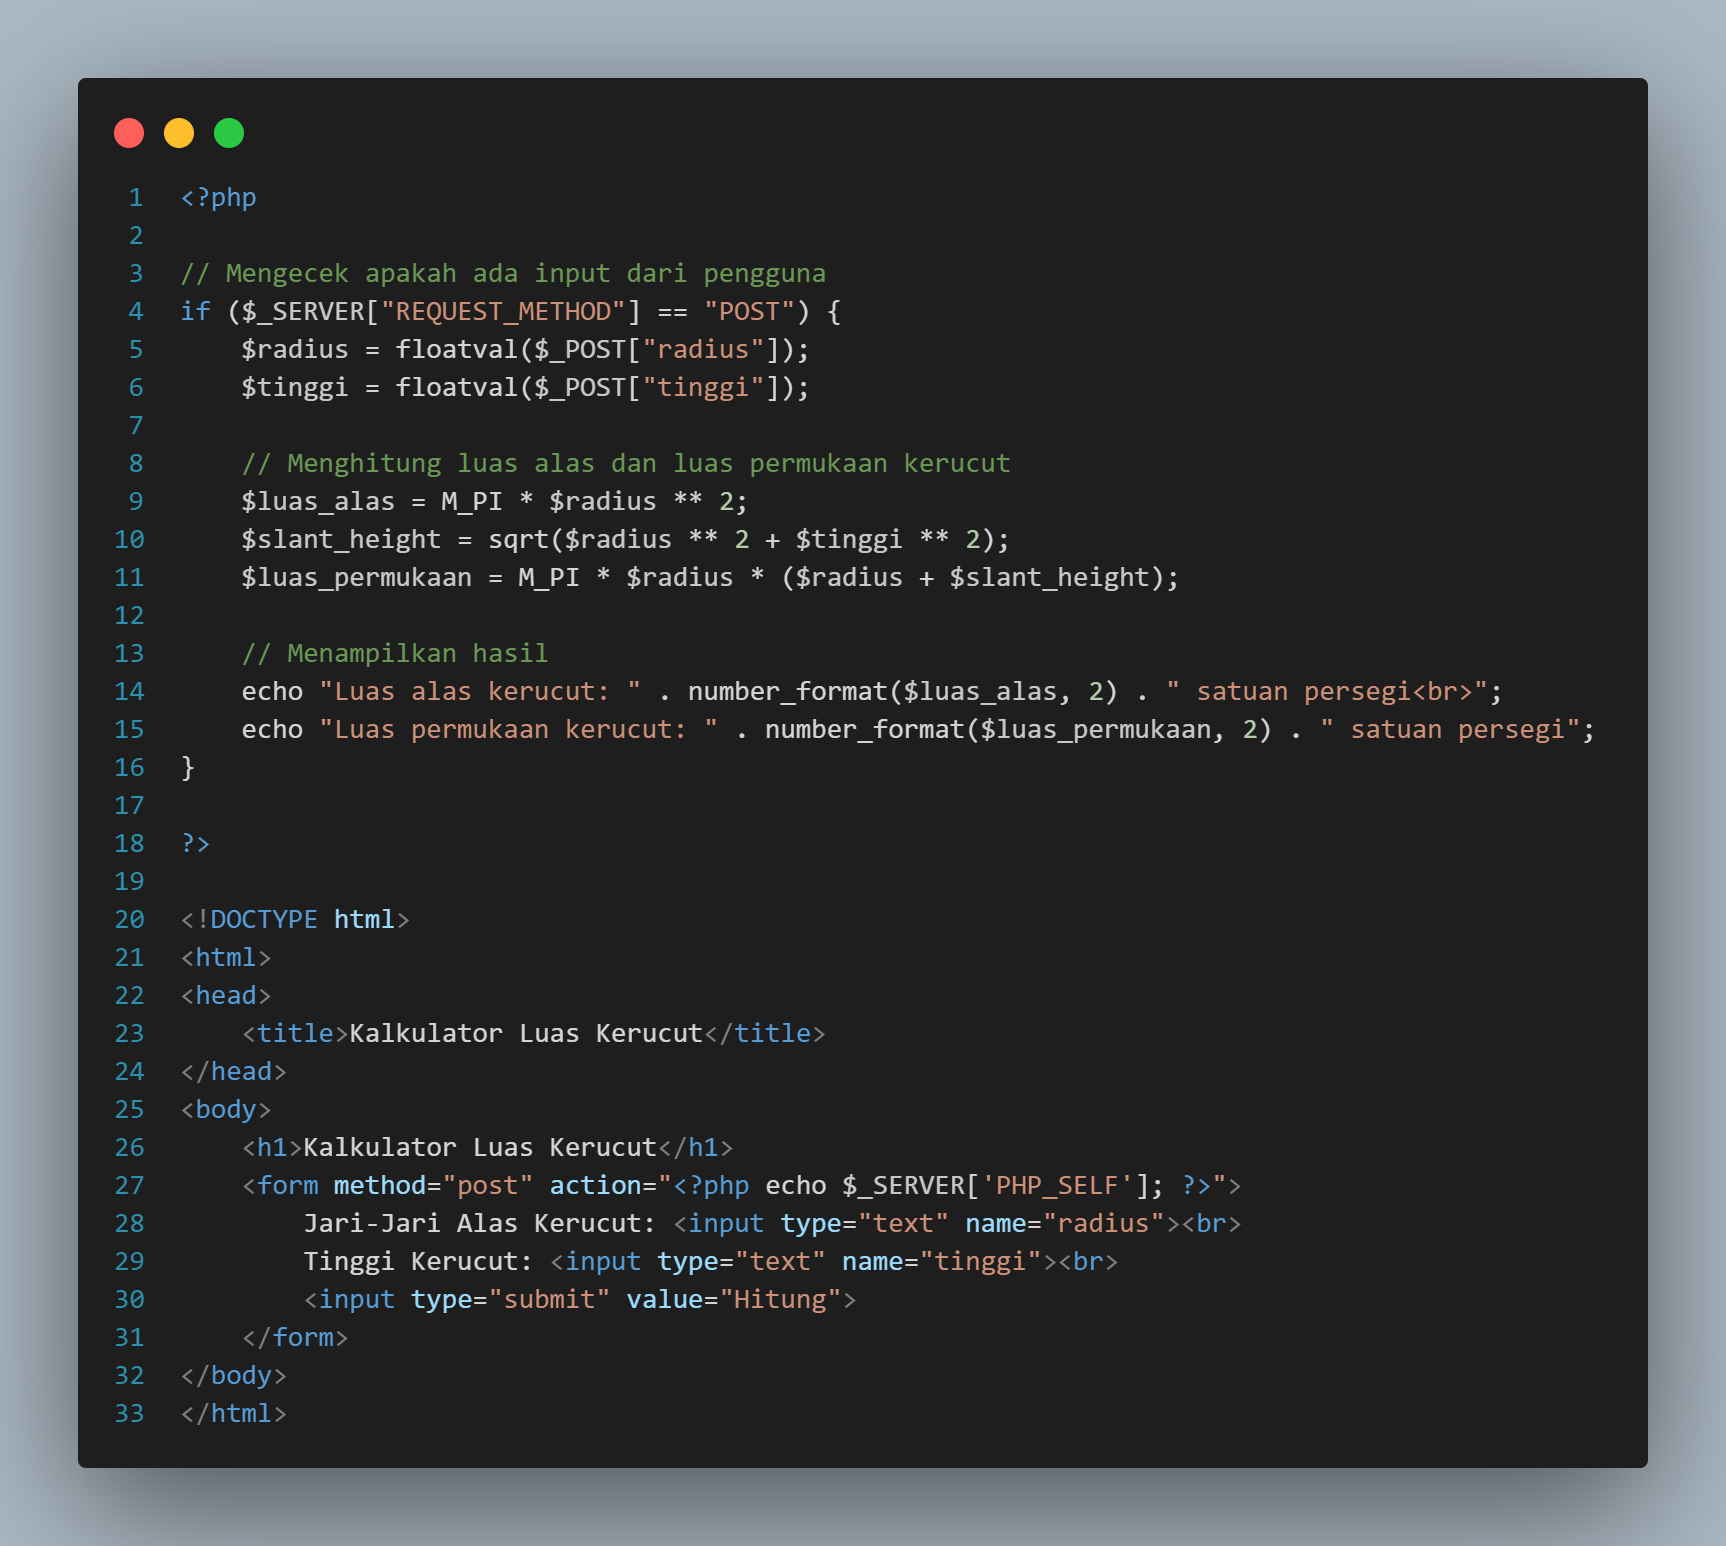 1 <?php
2
3 // Mengecek apakah ada input dari pengguna
4 if ($_SERVER["REQUEST_METHOD"] == "POST") {
5     $radius = floatval($_POST["radius"]);
6     $tinggi = floatval($_POST["tinggi"]);
7
8     // Menghitung luas alas dan luas permukaan kerucut
9     $luas_alas = M_PI * $radius ** 2;
10     $slant_height = sqrt($radius ** 2 + $tinggi ** 2);
11     $luas_permukaan = M_PI * $radius * ($radius + $slant_height);
12
13     // Menampilkan hasil
14     echo "Luas alas kerucut: " . number_format($luas_alas, 2) . " satuan persegi<br>";
15     echo "Luas permukaan kerucut: " . number_format($luas_permukaan, 2) . " satuan persegi";
16 }
17
18 ?>
19
20 <!DOCTYPE html>
21 <html>
22 <head>
23     <title>Kalkulator Luas Kerucut</title>
24 </head>
25 <body>
26     <h1>Kalkulator Luas Kerucut</h1>
27     <form method="post" action="<?php echo $_SERVER['PHP_SELF']; ?>">
28         Jari-Jari Alas Kerucut: <input type="text" name="radius"><br>
29         Tinggi Kerucut: <input type="text" name="tinggi"><br>
30         <input type="submit" value="Hitung">
31     </form>
32 </body>
33 </html>